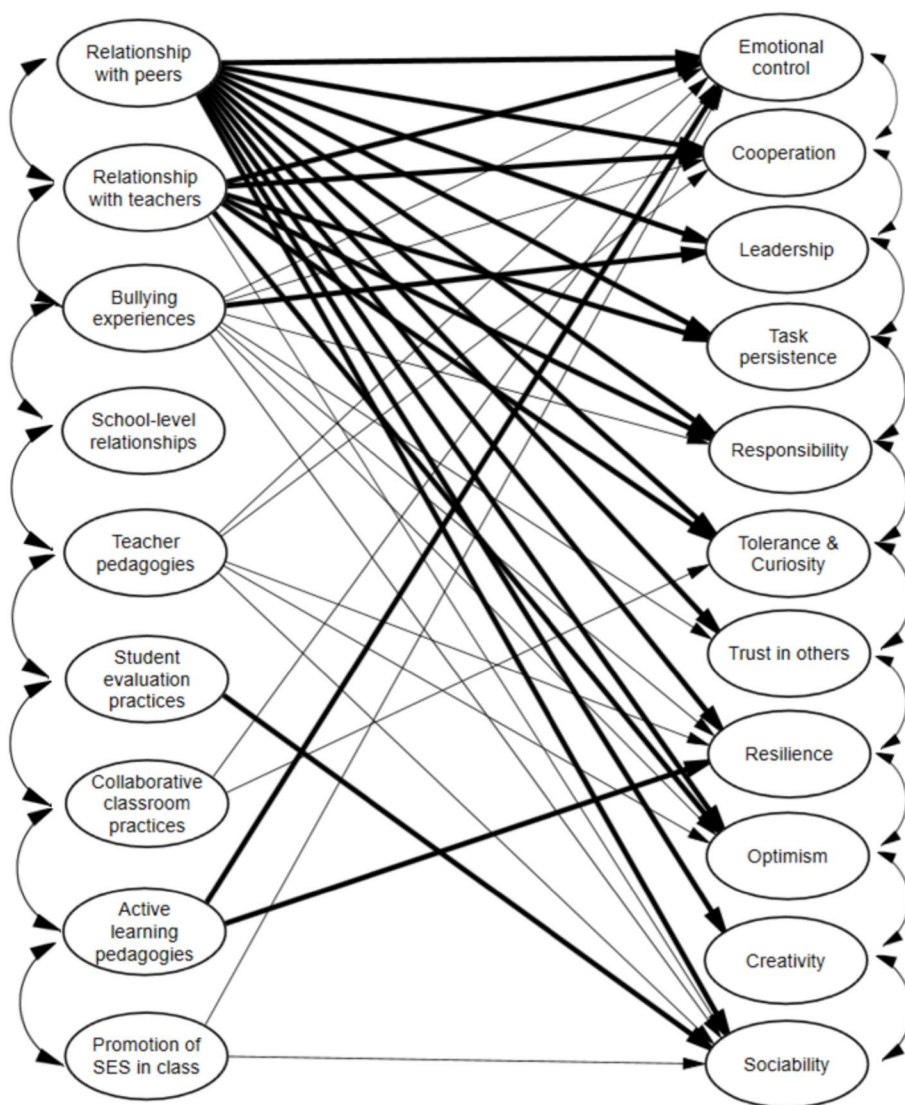 Relationship
with peers
Relationship
with teachers
Bullying
experiences
School-level
relationships
Teacher
pedagogies
Student
evaluation
practices
Collaborative
classroom
practices
Active
learning
pedagogies
Promotion of
SES in class
Emotional
control
Cooperation
Leadership
Task
persistence
Responsibility
Tolerance &
Curiosity
Trust in others
Resilience
Optimism
Creativity
Sociability